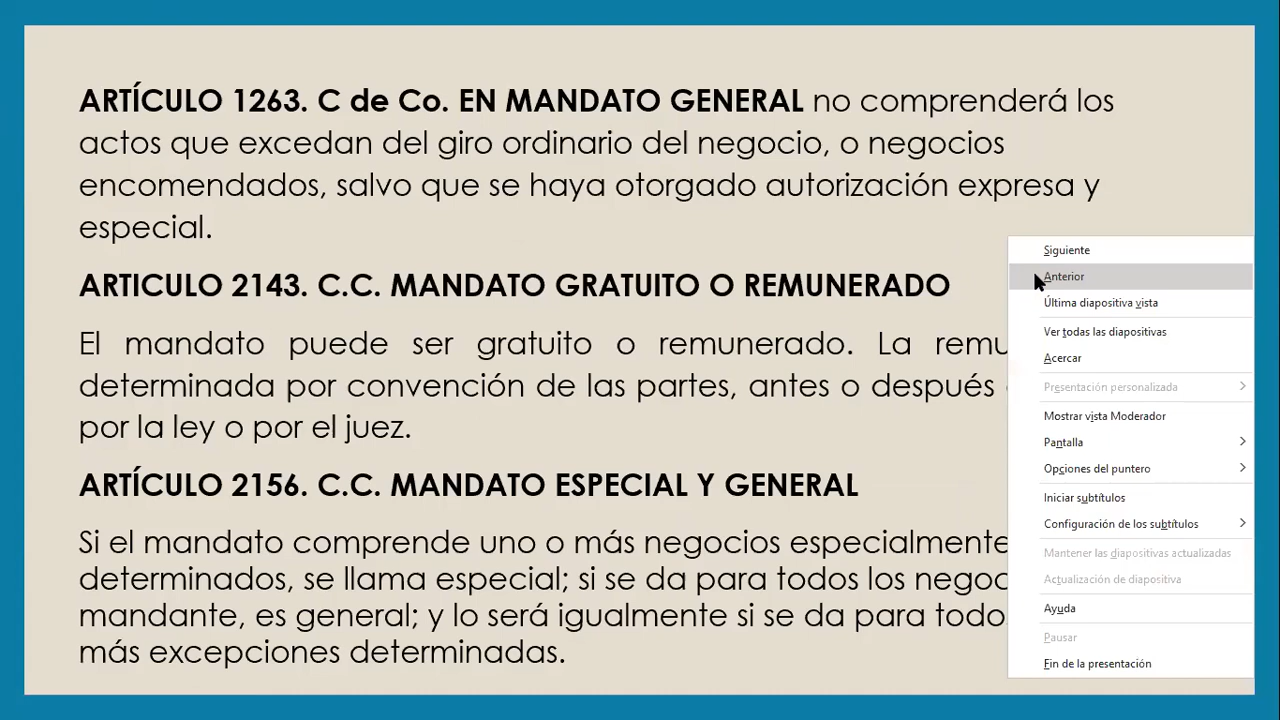 ARTÍCULO 1263. C de Co. EN MANDATO GENERAL no comprenderá los
actos que excedan del giro ordinario del negocio, o negocios
encomendados, salvo que se haya otorgado autorización expresa y
especial.
ARTICULO 2143. C.C. MANDATO GRATUITO O REMUNERADO
El mandato puede ser gratuito o remunerado. La
determinada por convención de las partes, antes o después
por la ley o por el juez.
ARTÍCULO 2156. C.C. MANDATO ESPECIAL Y GENERAL
Si el mandato comprende uno o más negocios especialmente
determinados, se llama especial; si se da para todos los
mandante, es general; y lo será igualmente si se da para
más excepciones determinadas.
Siguiente
Anterior
Última diapositiva vista
Ver todas las diapositivas
Acercar
Presentación personalizada
Mostrar vista Moderador
Pantalla
Opciones del puntero
Iniciar subtítulos
Configuración de los subtítulos
Mantener las diapositivas actualizadas
Actualización de diapositiva
Ayuda
Pausar
Fin de la presentación